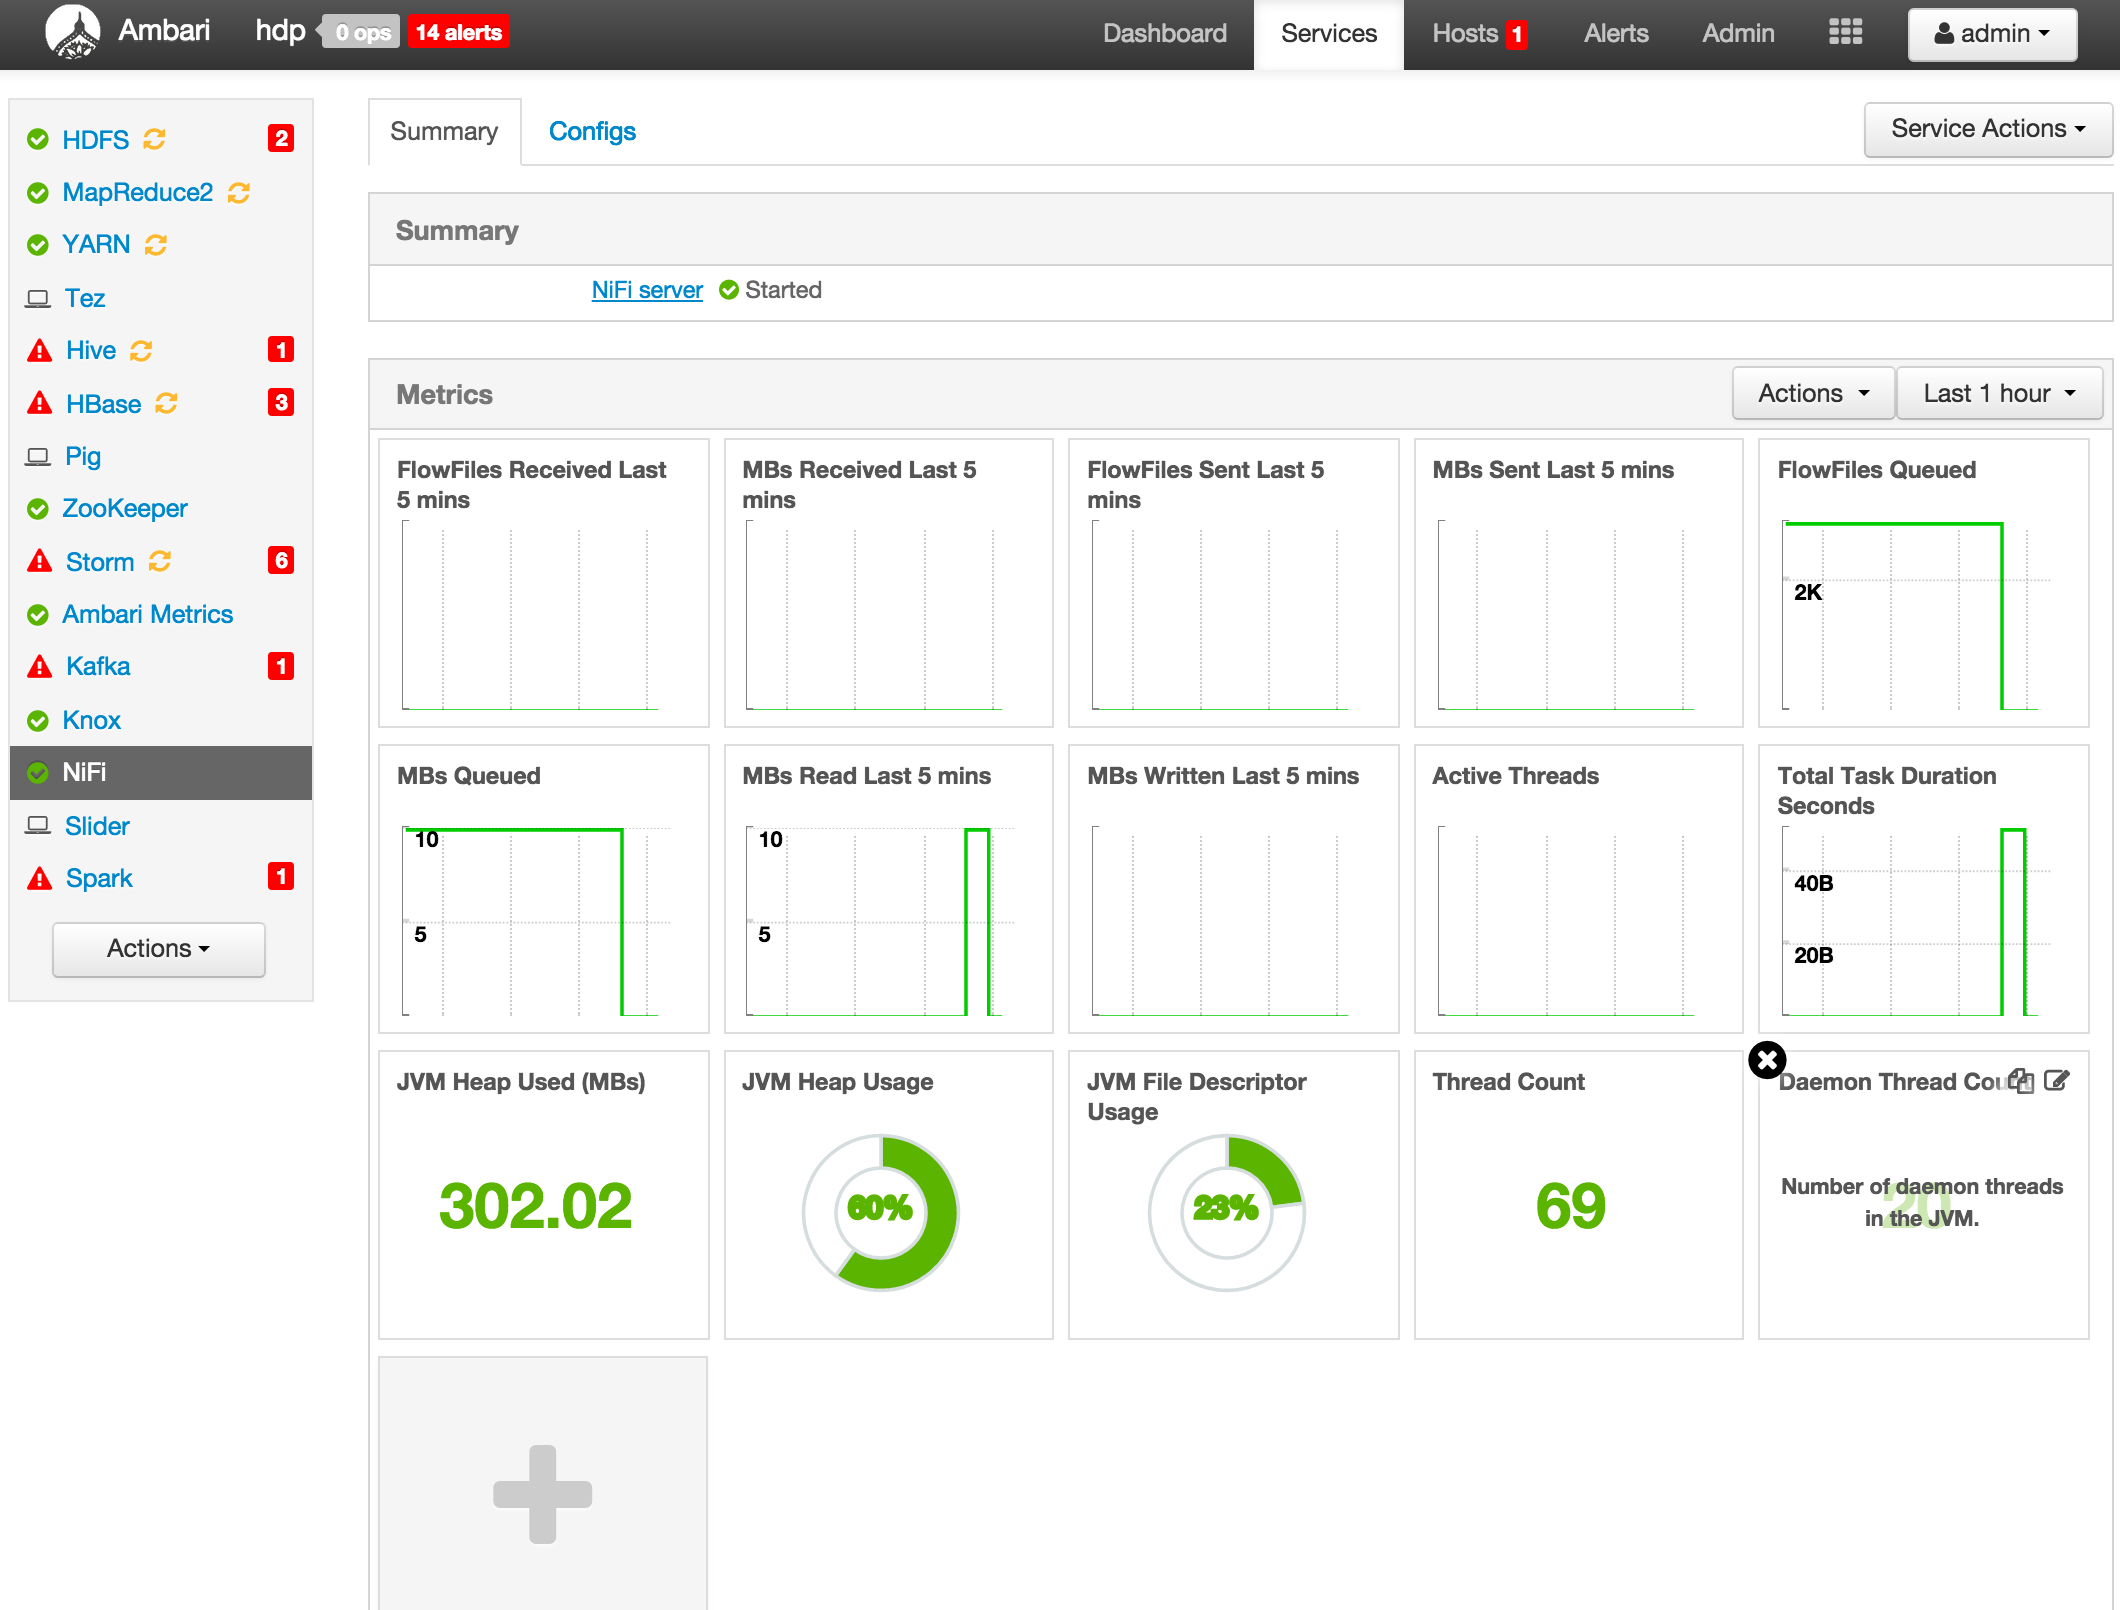 Ambari
hdp
0 ops
14 alerts
Dashboard
Services
Hosts 1
Alerts
Admin
admin
HDFS 2
MapReduce2
YARN
Tez
Hive 1
HBase 3
Pig
ZooKeeper
Storm 6
Ambari Metrics
Kafka 1
Knox
NiFi
Slider
Spark 1
Actions
Summary
Configs
Service Actions
Summary
NiFi server Started
Metrics
Actions
Last 1 hour
FlowFiles Received Last
5 mins
MBs Received Last 5
mins
FlowFiles Sent Last 5
mins
MBs Sent Last 5 mins
FlowFiles Queued
2K
MBs Queued
10
5
MBs Read Last 5 mins
10
5
MBs Written Last 5 mins
Active Threads
Total Task Duration
Seconds
40B
20B
JVM Heap Used (MBs)
302.02
JVM Heap Usage
60%
JVM File Descriptor
Usage
23%
Thread Count
69
Daemon Thread Count
Number of daemon threads
in the JVM.
20